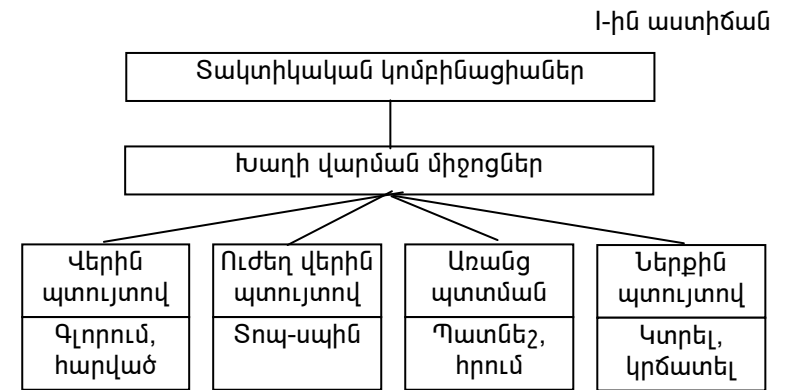 I-ին աստիճան
Տակտիկական կոմբինացիաներ
Խաղի վարման միջոցներ
Վերին
պտույտով
Ուժեղ վերին
պտույտով
Առանց
պտտման
Ներքին
պտույտով
Գլորում,
հարված
Տոպ-սպին
Պատնեշ,
հրում
Կտրել,
կրճատել